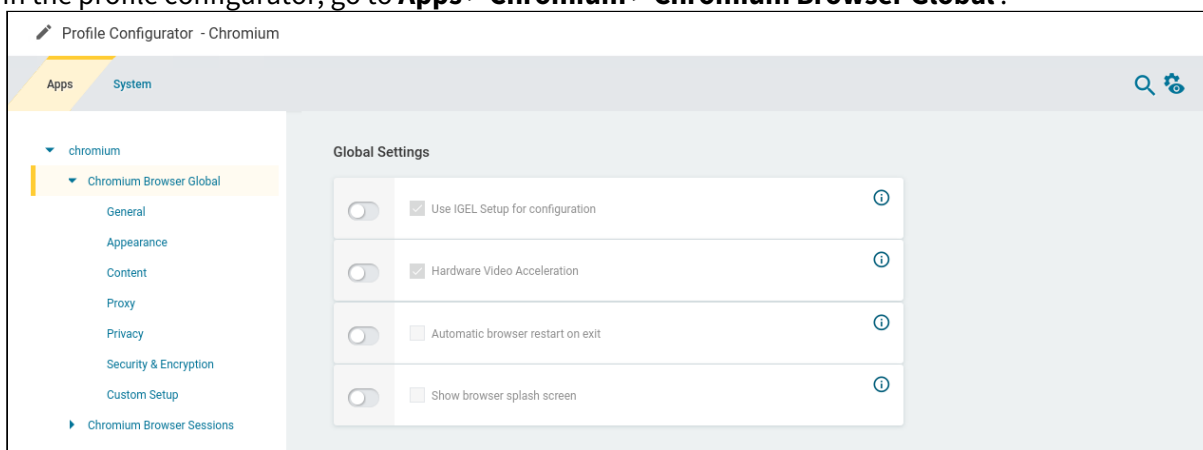 in the profile configurator, go to Apps > Chromium > Chromium Browser Global .
Profile Configurator - Chromium
Apps
System
chromium
Chromium Browser Global
General
Appearance
Content
Proxy
Privacy
Security & Encryption
Custom Setup
Chromium Browser Sessions
Global Settings
Use IGEL Setup for configuration
Hardware Video Acceleration
Automatic browser restart on exit
Show browser splash screen